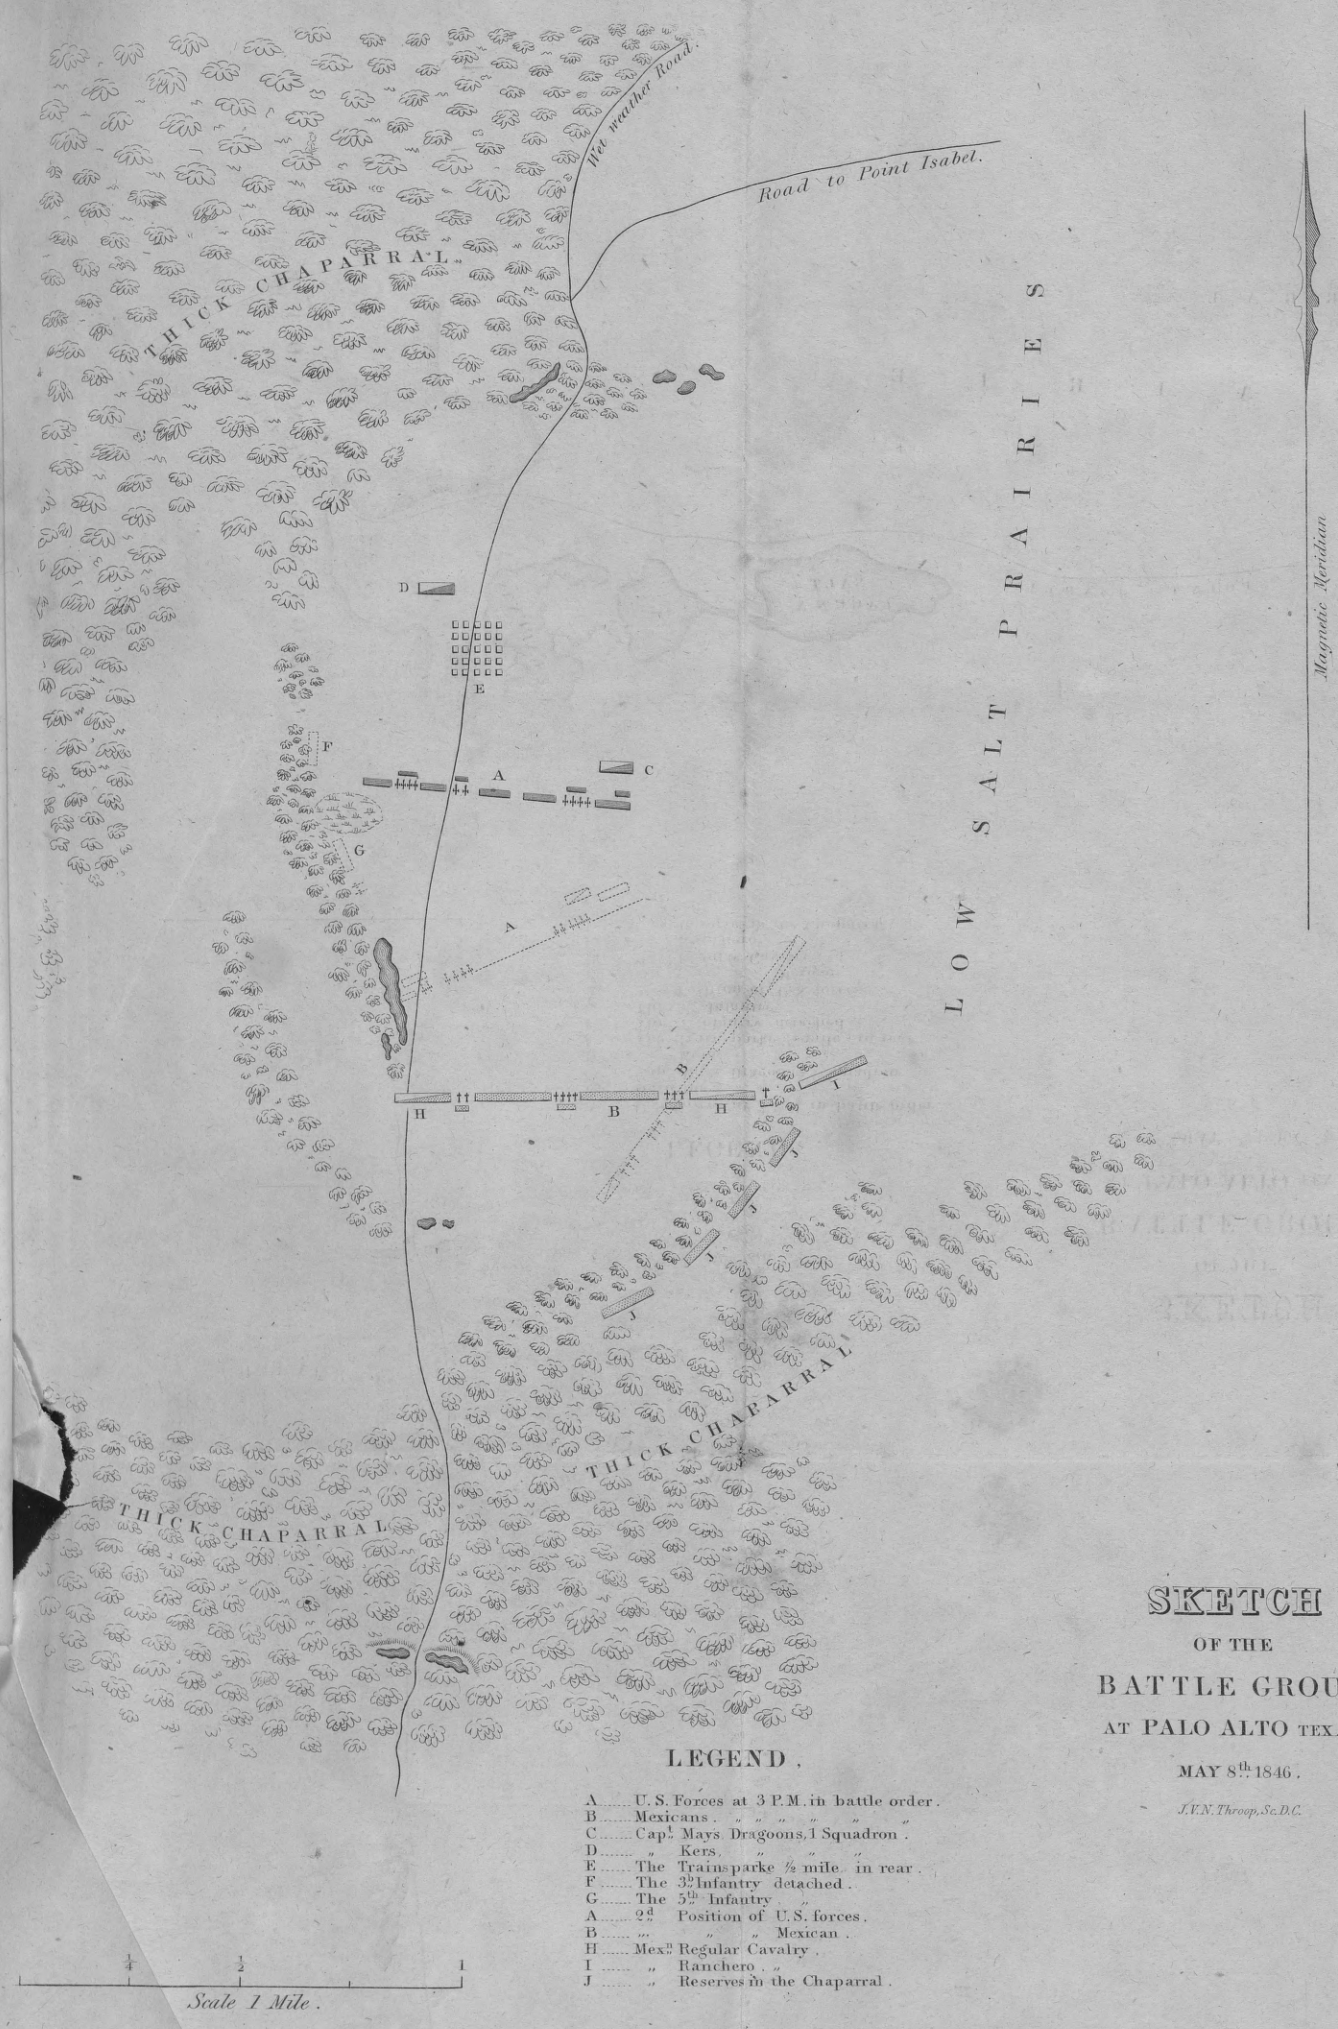 Wet weather Road.
Road to Point Isabel.
THICK CHAPARRAL
LOW SALT PRAIRIES
Magnetic Meridian
D
E
F
A
C
G
A
B
I
H
B
H
J
J
J
J
THICK CHAPARRAL
THICK CHAPARRAL
SKETCH
OF THE
BATTLE GROU
AT PALO ALTO TEX
MAY 8th 1846.
J.V.N. Throop, Sc. D.C.
LEGEND.
A ...... U.S. Forces at 3 P.M. in battle order.
B ...... Mexicans. " " " " " "
C ...... Capt. Mays Dragoons, 1 Squadron.
D ...... " Kers. " " "
E ...... The Trainsparke ½ mile in rear.
F ...... The 3h Infantry detached.
G ...... The 5th Infantry "
A ...... 2d Position of U.S. forces.
B ...... " " " Mexican.
H ...... Mexn Regular Cavalry.
I ...... " Ranchero. "
J ...... " Reserves in the Chaparral.
1/4 1/2 1
Scale 1 Mile.